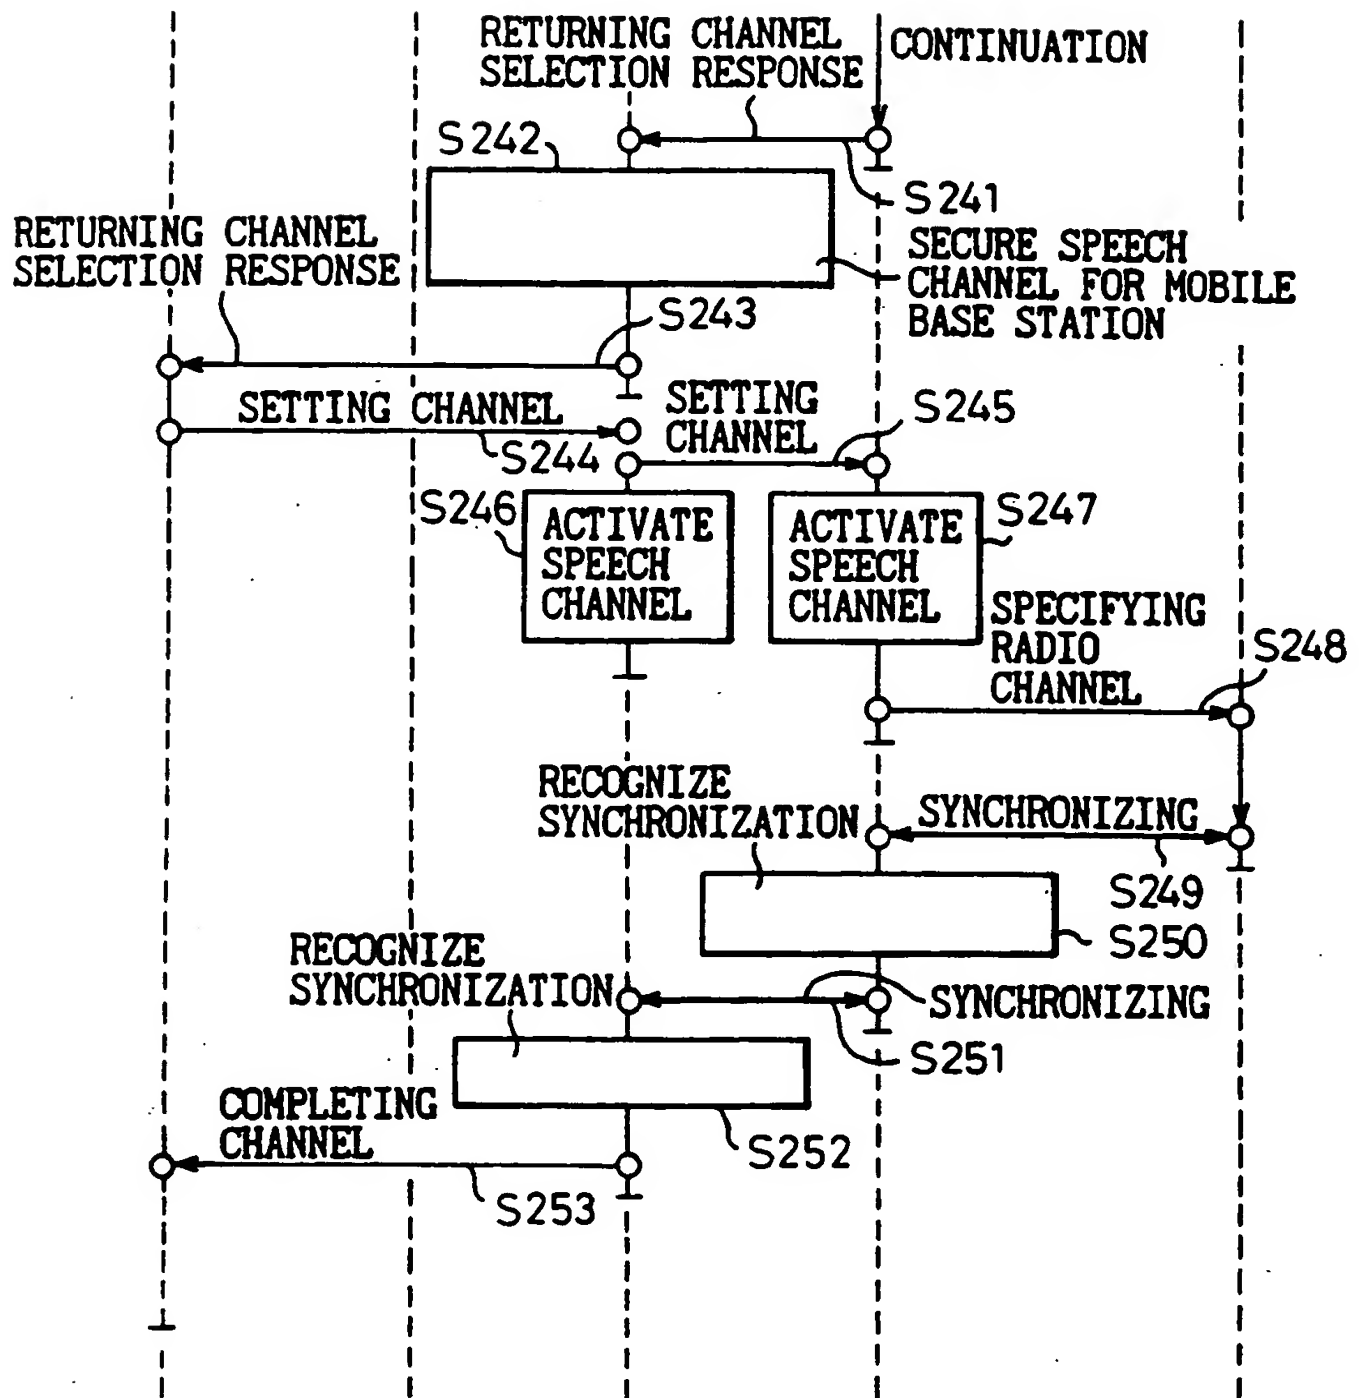 RETURNING CHANNEL
SELECTION RESPONSE
CONTINUATION
S242
S241
RETURNING CHANNEL
SELECTION RESPONSE
SECURE SPEECH
CHANNEL FOR MOBILE
BASE STATION
S243
SETTING CHANNEL
SETTING
CHANNEL
S245
S244
S246
ACTIVATE
SPEECH
CHANNEL
ACTIVATE
SPEECH
CHANNEL
S247
SPECIFYING
RADIO
CHANNEL
S248
RECOGNIZE
SYNCHRONIZATION
SYNCHRONIZING
S249
S250
RECOGNIZE
SYNCHRONIZATION
SYNCHRONIZING
S251
COMPLETING
CHANNEL
S252
S253